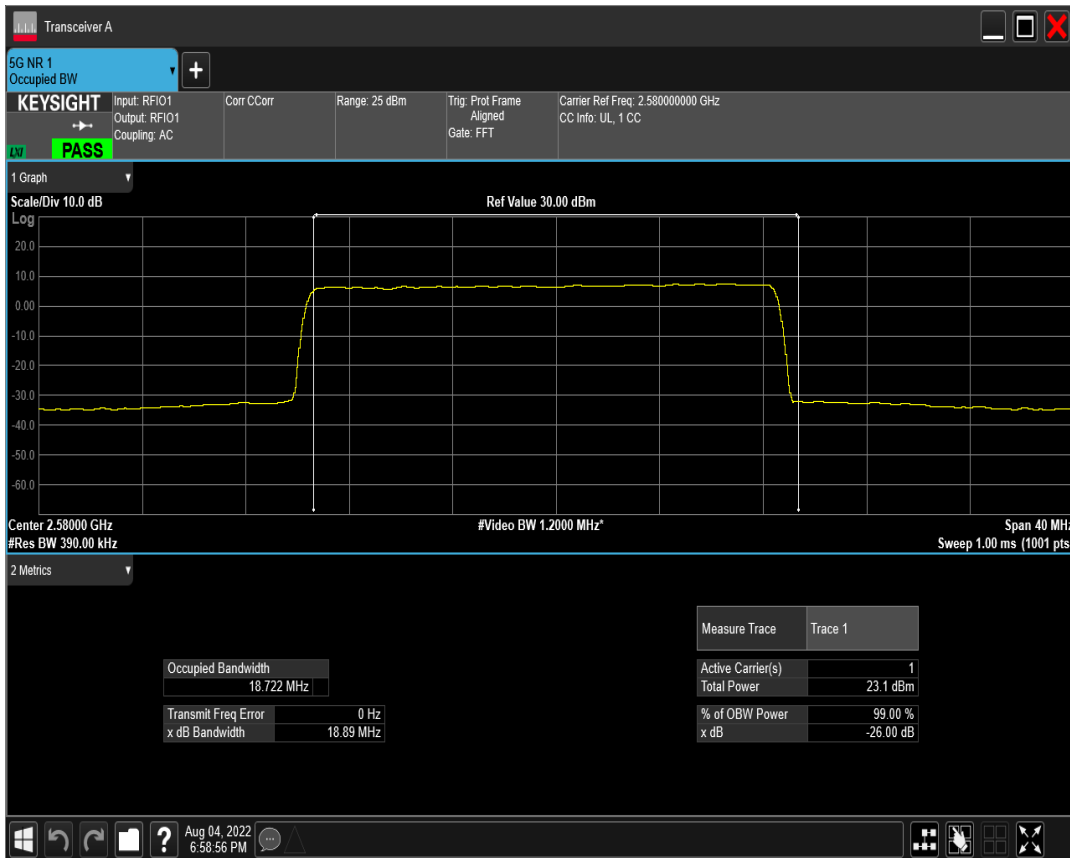 Transceiver A
5G NR 1
Occupied BW
KEYSIGHT
LXI
PASS
Input: RFIO1
Output: RFIO1
Coupling: AC
Corr CCorr
Range: 25 dBm
Trig: Prot Frame
Aligned
Gate: FFT
Carrier Ref Freq: 2.580000000 GHz
CC Info: UL, 1 CC
1 Graph
Scale/Div 10.0 dB
Ref Value 30.00 dBm
Log
20.0
10.0
0.00
-10.0
-20.0
-30.0
-40.0
-50.0
-60.0
Center 2.58000 GHz
#Video BW 1.2000 MHz*
Span 40 MHz
#Res BW 390.00 kHz
Sweep 1.00 ms (1001 pts
2 Metrics
Measure Trace Trace 1
Occupied Bandwidth
18.722 MHz
Active Carrier(s) 1
Total Power 23.1 dBm
Transmit Freq Error 0 Hz
x dB Bandwidth 18.89 MHz
% of OBW Power 99.00 %
x dB -26.00 dB
Aug 04, 2022
6:58:56 PM